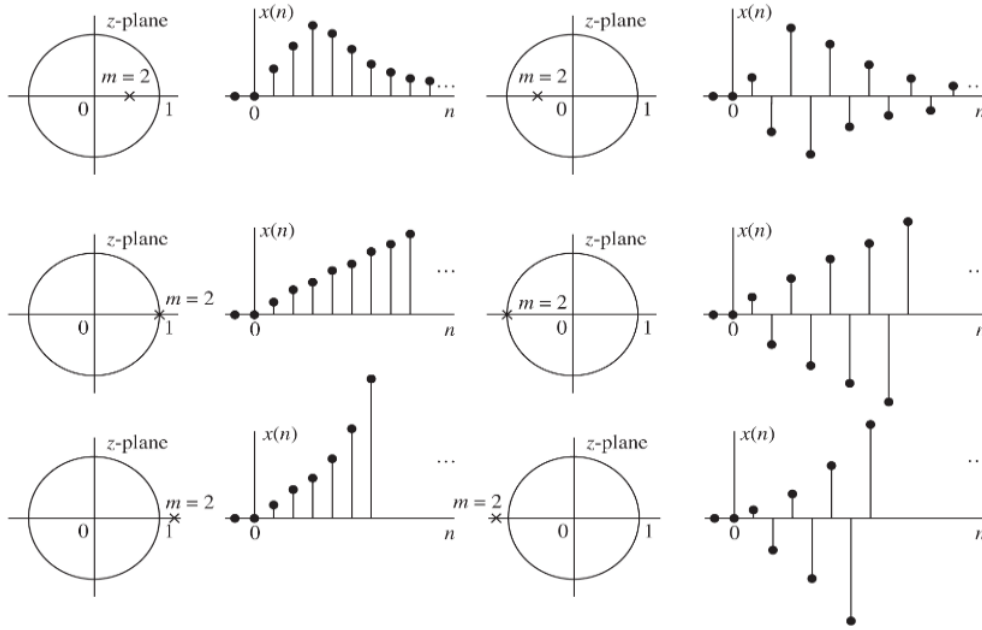 z-plane
x(n)
m = 2
0
1
0
n
...
z-plane
x(n)
m = 2
0
1
0
n
...
z-plane
x(n)
m = 2
0
1
0
n
...
z-plane
x(n)
m = 2
0
1
0
n
...
z-plane
x(n)
m = 2
0
1
0
n
...
z-plane
x(n)
m = 2
0
1
0
n
...